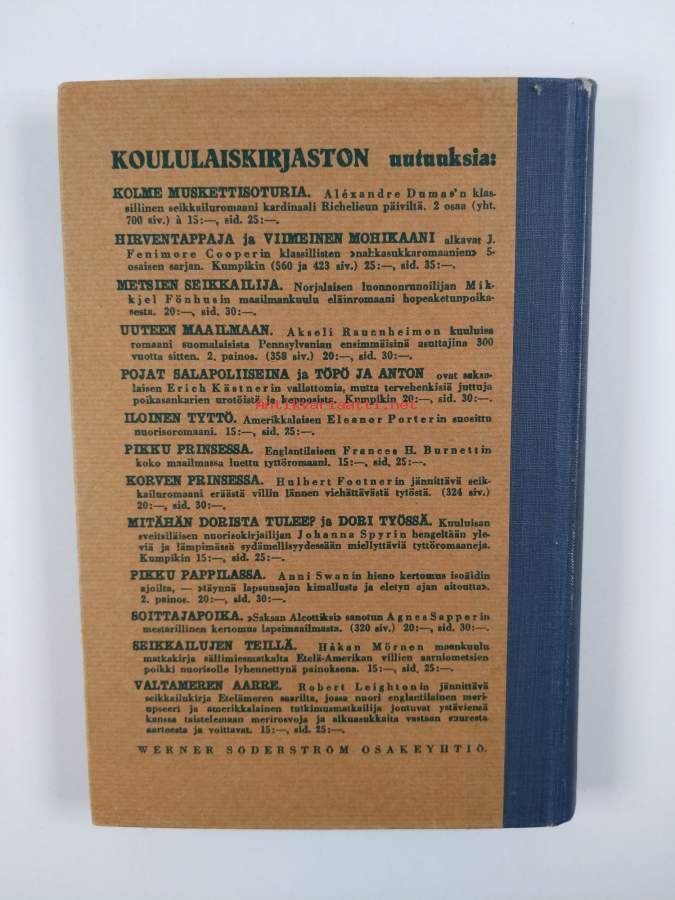 KOULULAISKIRJASTON uutuuksia:
KOLME MUSKETTISOTURIA. Aléxandre Dumas'n klas-
sillinen seikkailuromaani kardinaali Richelieun päiviltä. 2 osaa (yht.
700 siv.) à 15:—, sid. 25:—.
HIRVENTAPPAJA ja VIIMEINEN MOHIKAANI alkavat J.
Fenimore Cooperin klassillisten »nahkasukkaromaanien» 5-
osaisen sarjan. Kumpikin (560 ja 423 siv.) 25:—, sid. 35:—.
METSIEN SEIKKAILIJA. Norjalaisen luonnonrunoilijan Mik-
kjel Fönhusin maailmankuulu eläinromaani hopeaketunpoika-
sesta. 20:—, sid. 30:—.
UUTEEN MAAILMAAN. Akseli Rauanheimon kuuluisa
romaani suomalaisista Pennsylvanian ensimmäisinä asuttajina 300
vuotta sitten. 2. painos. (358 siv.) 20:—, sid. 30:—.
POJAT SALAPOLIISEINA ja TÖPÖ JA ANTON ovat saksa-
laisen Erich Kästnerin vallattomia, mutta tervehenkisiä juttuja
poikasankarien urotöistä ja kepposista. Kumpikin 20:—, sid. 30:—.
antikvariaatti.net
ILOINEN TYTTÖ. Amerikkalaisen Eleanor Porterin suosittu
nuorisoromaani. 15:—, sid. 25:—.
PIKKU PRINSESSA. Englantilaisen Frances H. Burnettin
koko maailmassa luettu tyttöromaani. 15:—, sid. 25:—.
KORVEN PRINSESSA. Hulbert Footnerin jännittävä seik-
kailuromaani eräästä villin lännen viehättävästä tytöstä. (324 siv.)
20:—, sid. 30:—.
MITÄHÄN DORISTA TULEE? ja DORI TYÖSSÄ. Kuuluisan
sveitsiläisen nuorisokirjailijan Johanna Spyrin hengeltään yle-
viä ja lämpimässä sydämellisyydessään miellyttäviä tyttöromaaneja.
Kumpikin 15:—, sid. 25:—.
PIKKU PAPPILASSA. Anni Swanin hieno kertomus isoäidin
ajoilta, — »täynnä lapsuusajan kimallusta ja eletyn ajan aitoutta».
2. painos. 20:—, sid. 30:—.
SOITTAJAPOIKA. »Saksan Alcottiksi» sanotun Agnes Sapperin
mestarillinen kertomus lapsimaailmasta. (320 siv.) 20:—, sid. 30:—.
SEIKKAILUJEN TEILLÄ. Håkan Mörnen maankuulu
matkakirja sällimiesmatkalta Etelä-Amerikan villien aarniometsien
poikki nuorisolle lyhennettynä painoksena. 15:—, sid. 25:—.
VALTAMEREN AARRE. Robert Leightonin jännittävä
seikkailukirja Etelämeren saarilta, jossa nuori englantilainen meri-
upseeri ja amerikkalainen tutkimusmatkailija joutuvat ystäviensä
kanssa taistelemaan merirosvoja ja alkuasukkaita vastaan suuresta
aarteesta ja voittavat. 15:—, sid. 25:—.
WERNER SÖDERSTRÖM OSAKEYHTIÖ.